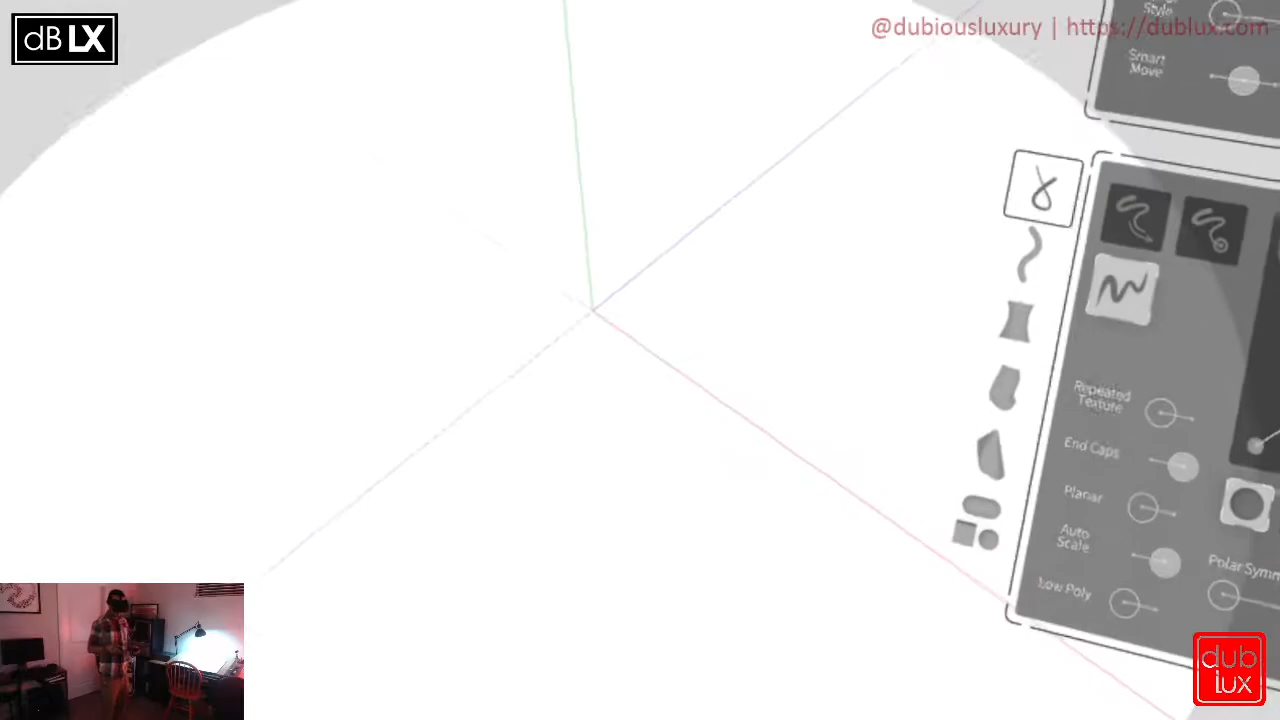 dB LX
@dubiousluxury | https://dublux.com
Style
Smart
Move
Repeated
Texture
End Caps
Planar
Auto
Scale
Low Poly
Polar Symm
dub
lux